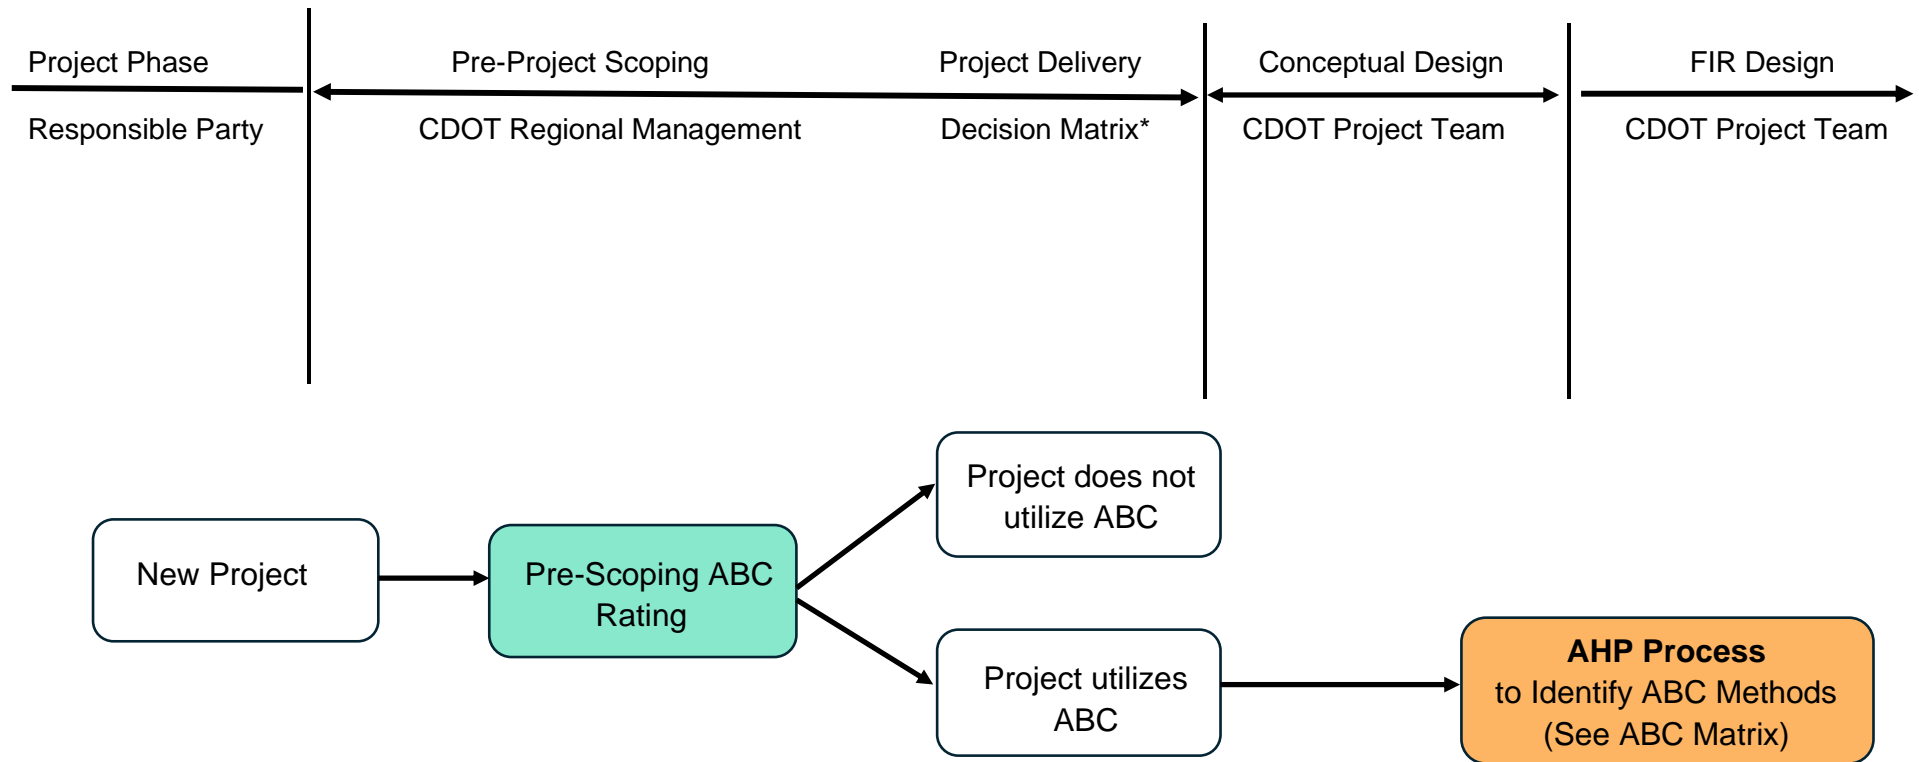 Project Phase
Pre-Project Scoping
Project Delivery
Conceptual Design
FIR Design
Responsible Party
CDOT Regional Management
Decision Matrix*
CDOT Project Team
CDOT Project Team
New Project
Pre-Scoping ABC
Rating
Project does not
utilize ABC
Project utilizes
ABC
AHP Process
to Identify ABC Methods
(See ABC Matrix)